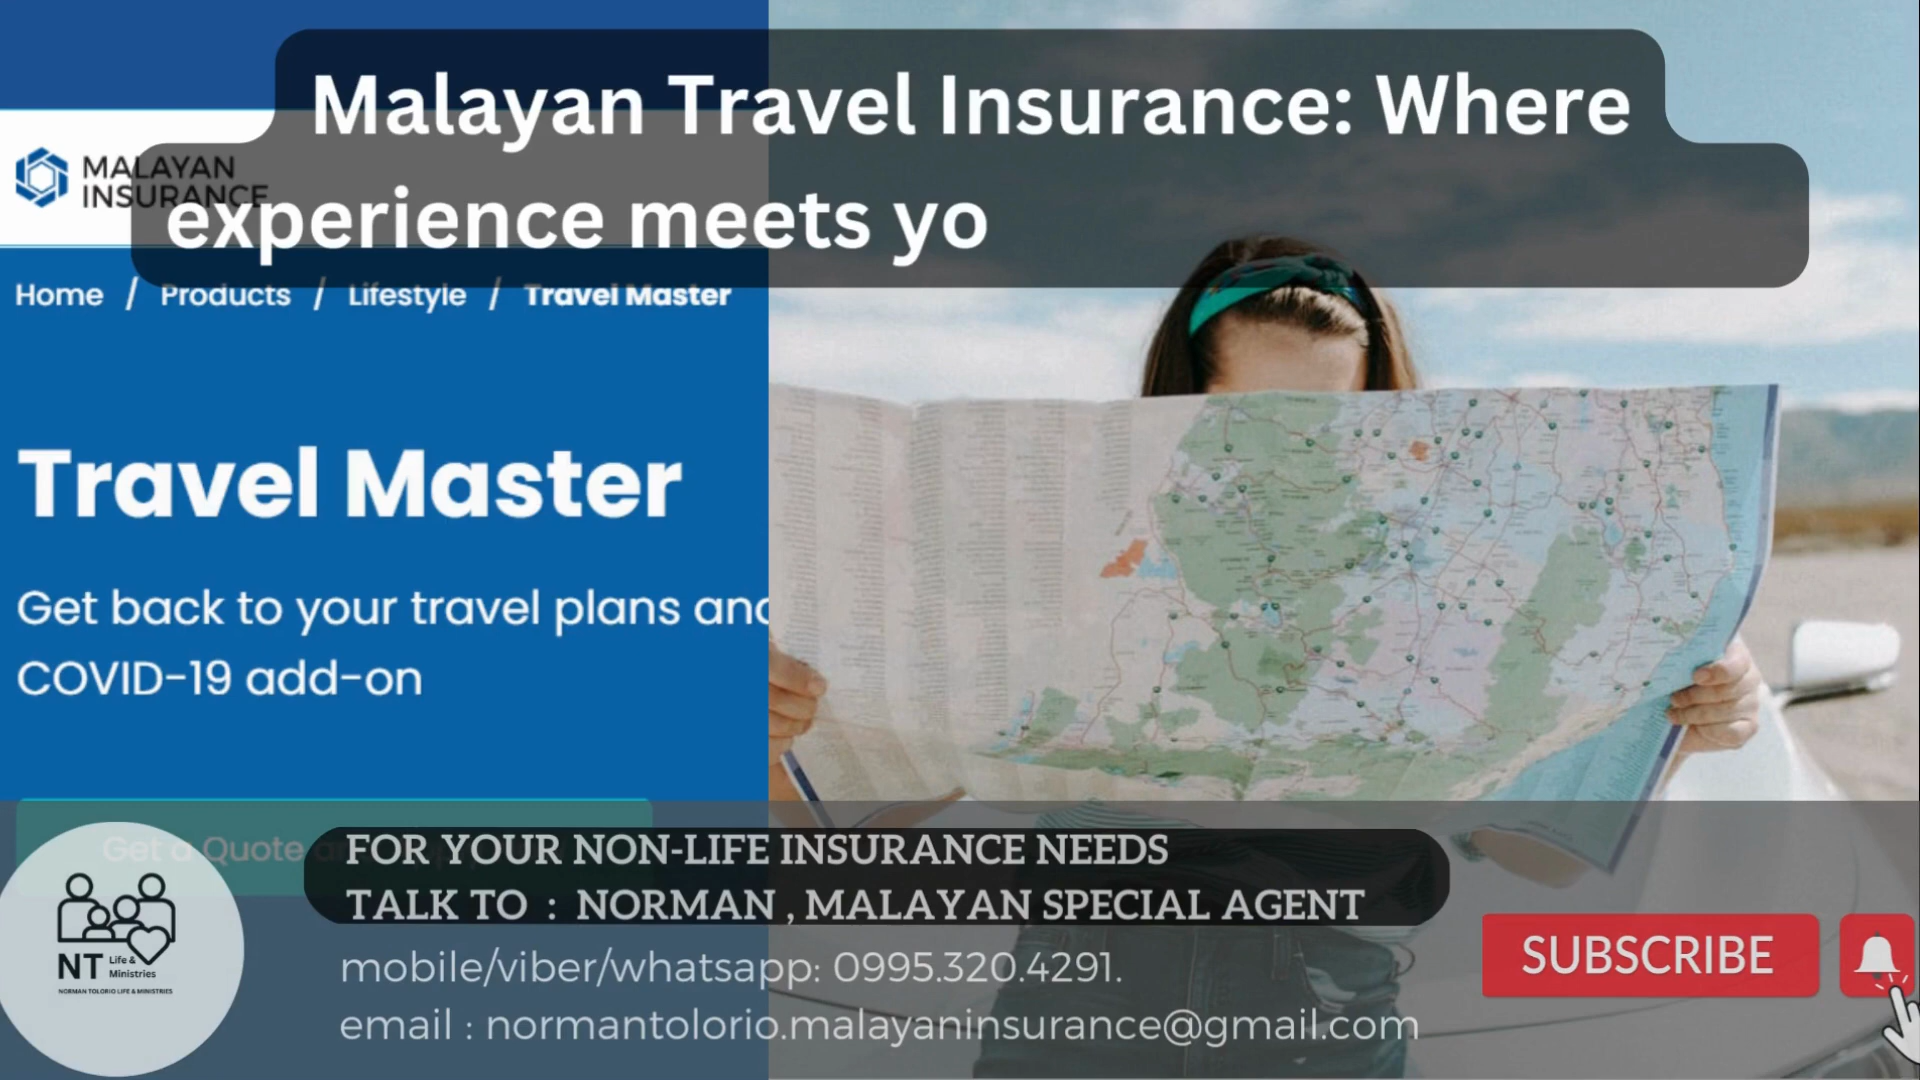 Malayan Travel Insurance: Where
experience meets yo
MALAYAN
INSURANCE
Home / Products / Lifestyle / Travel Master
Travel Master
Get back to your travel plans and
COVID-19 add-on
Get a Quote
FOR YOUR NON-LIFE INSURANCE NEEDS
TALK TO : NORMAN , MALAYAN SPECIAL AGENT
mobile/viber/whatsapp: 0995.320.4291.
email : normantolorio.malayaninsurance@gmail.com
NT Life &
Ministries
NORMAN TOLORIO LIFE & MINISTRIES
SUBSCRIBE